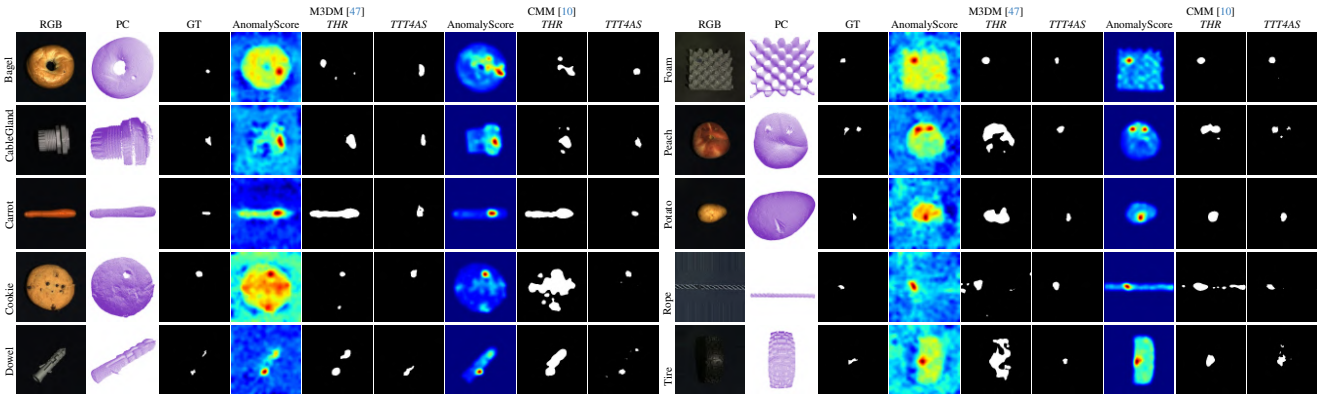 M3DM [47] CMM [10] M3DM [47] CMM [10]
RGB PC GT AnomalyScore THR TTT4AS AnomalyScore THR TTT4AS RGB PC GT AnomalyScore THR TTT4AS AnomalyScore THR TTT4AS
Bagel Foam
CableGland Peach
Carrot Potato
Cookie Rope
Dowel Tire